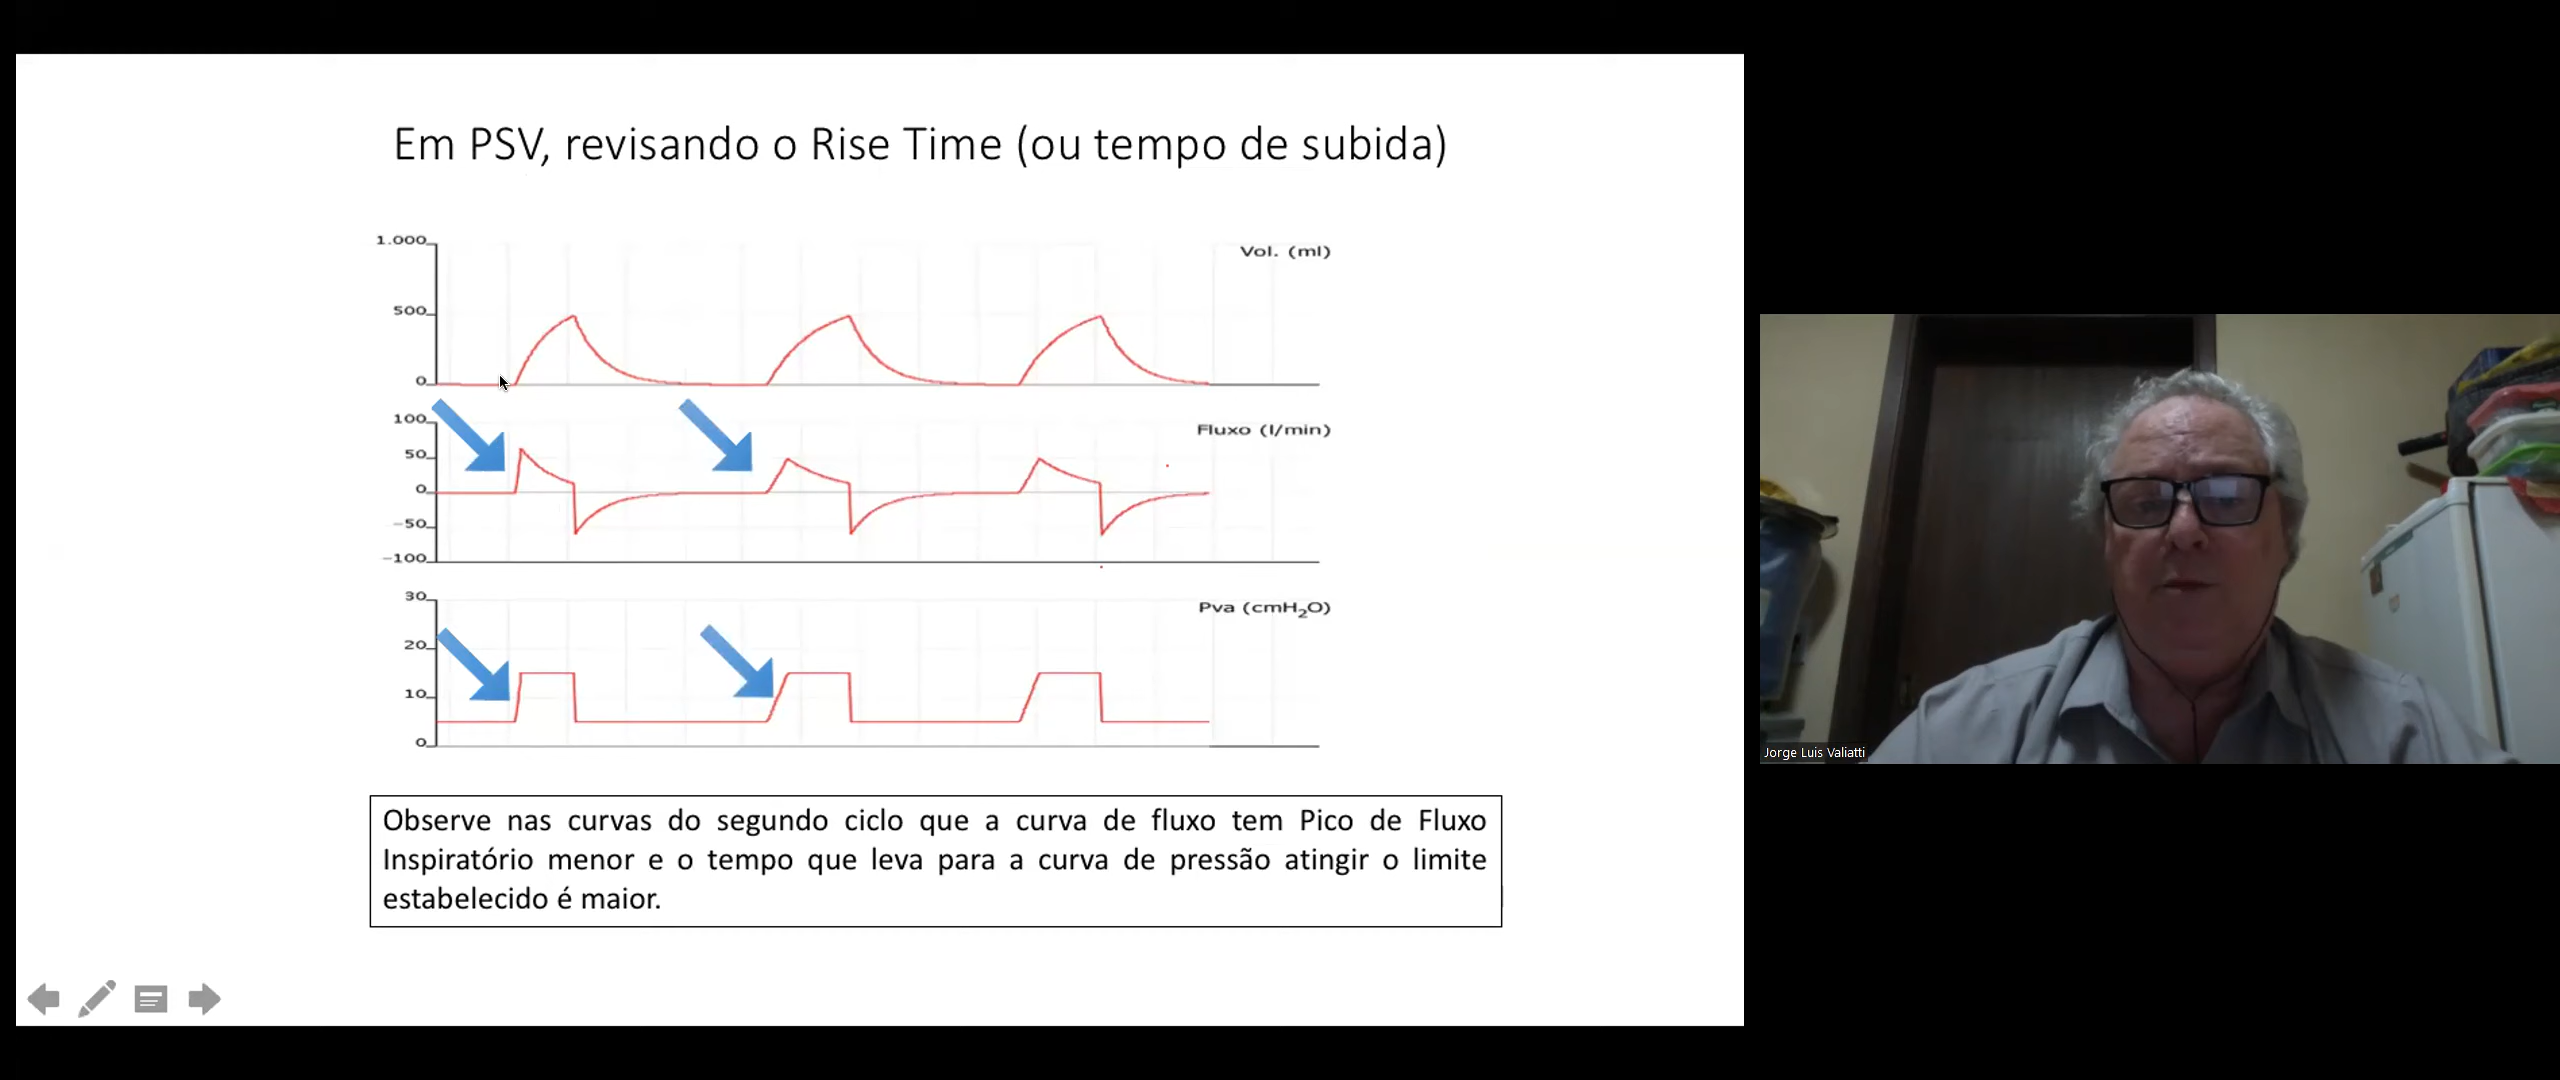 Em PSV, revisando o Rise Time (ou tempo de subida)
1.000
Vol. (ml)
500
0
100
Fluxo (l/min)
50
0
-50
-100
30
Pva (cmH₂O)
20
10
0
Observe nas curvas do segundo ciclo que a curva de fluxo tem Pico de Fluxo
Inspiratório menor e o tempo que leva para a curva de pressão atingir o limite
estabelecido é maior.
Jorge Luis Valiatti